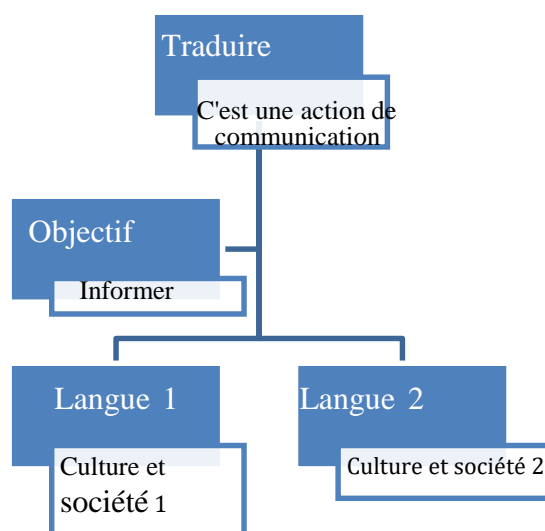 Traduire
C'est une action de
communication
Objectif
Informer
Langue 1
Culture et
société 1
Langue 2
Culture et société 2